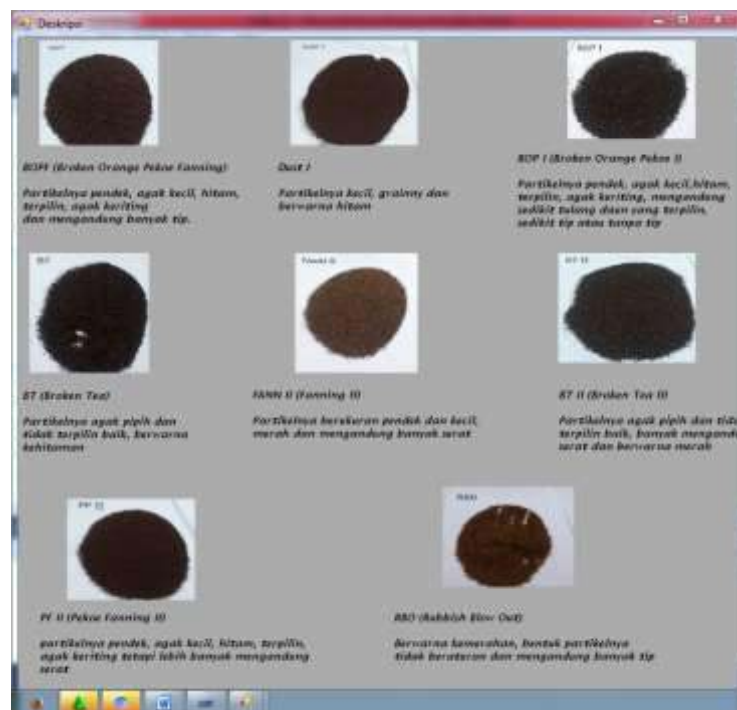 Deskripsi
BOPF (Broken Orange Pekoe Fanning)
Partikelnya pendek, agak kecil, hitam,
terpilin, agak keriting
dan mengandung banyak tip.
Dust I
Partikelnya kecil, grainny dan
berwarna hitam
BOP I
BOP I (Broken Orange Pekoe I)
Partikelnya pendek, agak kecil,hitam,
terpilin, agak keriting, mengandung
sedikit tulang daun yang terpilin,
sedikit tip atau tanpa tip
BT
BT (Broken Tea)
Partikelnya agak pipih dan
tidak terpilin baik, berwarna
kehitaman
FANN II (Fanning II)
Partikelnya berukuran pendek dan kecil,
merah dan mengandung banyak serat
BT II
BT II (Broken Tea II)
Partikelnya agak pipih dan tida
terpilin baik, banyak mengandu
serat dan berwarna merah
PF II
PF II (Pekoe Fanning II)
partikelnya pendek, agak kecil, hitam, terpilin,
agak keriting tetapi lebih banyak mengandung
serat
RBO (Rubbish Blow Out)
Berwarna kemerahan, bentuk partikelnya
tidak beraturan dan mengandung banyak tip